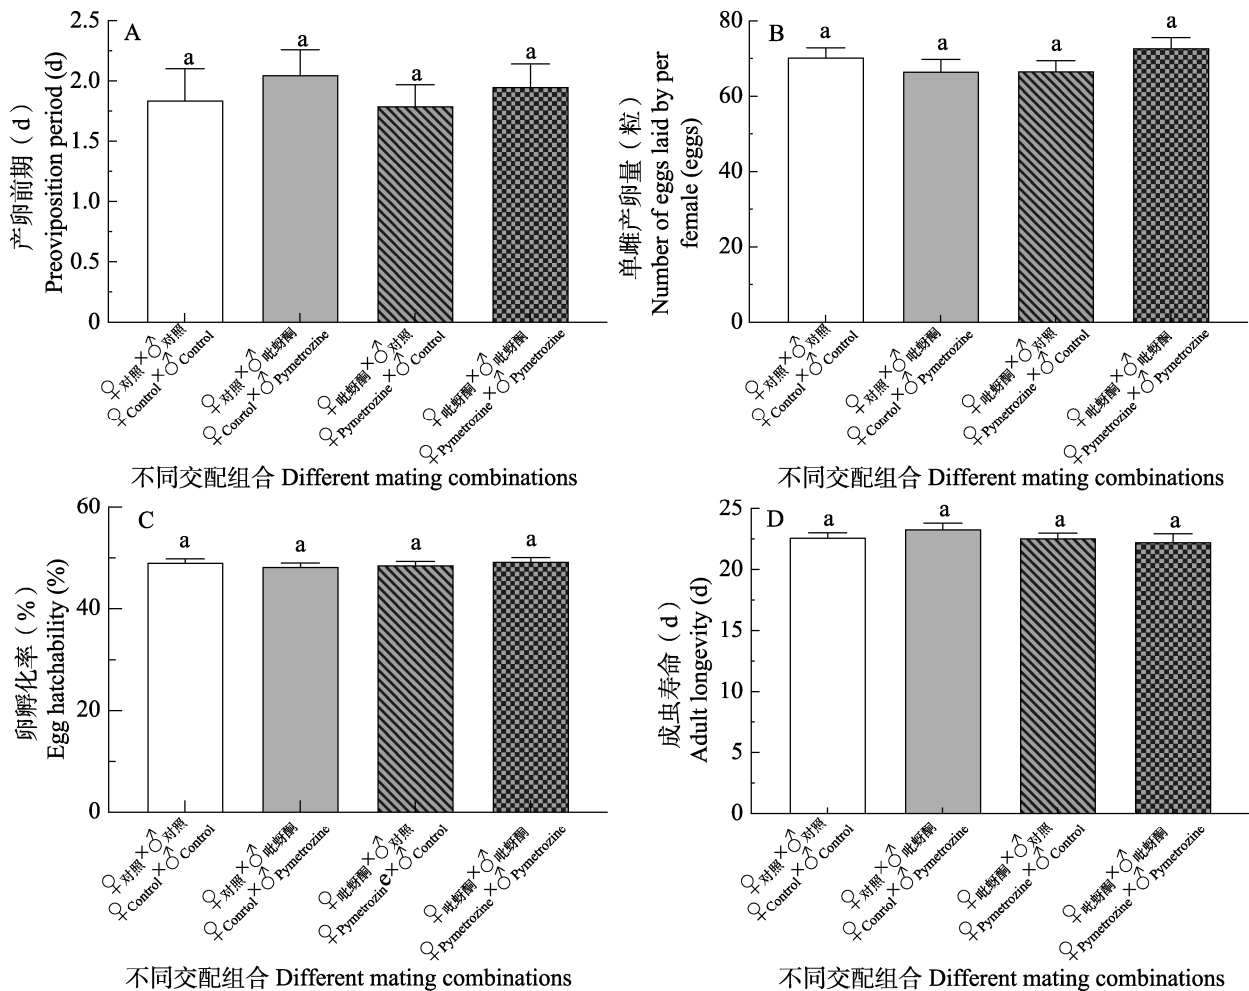 A
产卵前期（d）
Preoviposition period (d)
2.5
2.0
1.5
1.0
0.5
0
a
a
a
a
♀对照×♂对照
♀Control×♂Control
♀对照×♂吡蚜酮
♀Conrtol×♂Pymetrozine
♀吡蚜酮×♂对照
♀Pymetrozine×♂Control
♀吡蚜酮×♂吡蚜酮
♀Pymetrozine×♂Pymetrozine
不同交配组合 Different mating combinations
B
单雌产卵量（粒）
Number of eggs laid by per
female (eggs)
80
60
40
20
0
a
a
a
a
♀对照×♂对照
♀Control×♂Control
♀对照×♂吡蚜酮
♀Conrtol×♂Pymetrozine
♀吡蚜酮×♂对照
♀Pymetrozine×♂Control
♀吡蚜酮×♂吡蚜酮
♀Pymetrozine×♂Pymetrozine
不同交配组合 Different mating combinations
C
卵孵化率（%）
Egg hatchability (%)
60
40
20
0
a
a
a
a
♀对照×♂对照
♀Control×♂Control
♀对照×♂吡蚜酮
♀Conrtol×♂Pymetrozine
♀吡蚜酮×♂对照
♀Pymetrozine×♂Control
♀吡蚜酮×♂吡蚜酮
♀Pymetrozine×♂Pymetrozine
不同交配组合 Different mating combinations
D
成虫寿命（d）
Adult longevity (d)
25
20
15
10
5
0
a
a
a
a
♀对照×♂对照
♀Control×♂Control
♀对照×♂吡蚜酮
♀Conrtol×♂Pymetrozine
♀吡蚜酮×♂对照
♀Pymetrozine×♂Control
♀吡蚜酮×♂吡蚜酮
♀Pymetrozine×♂Pymetrozine
不同交配组合 Different mating combinations